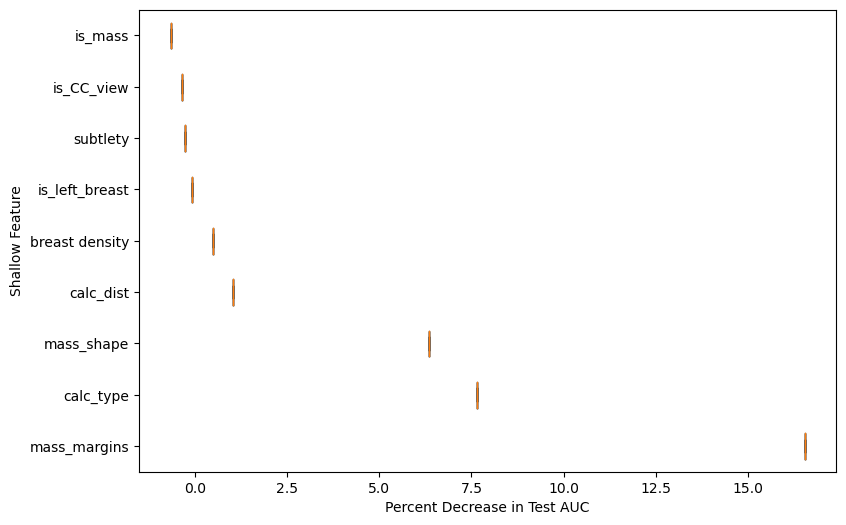 is_mass
is_CC_view
subtlety
is_left_breast
breast density
calc_dist
mass_shape
calc_type
mass_margins
Shallow Feature
0.0 2.5 5.0 7.5 10.0 12.5 15.0
Percent Decrease in Test AUC